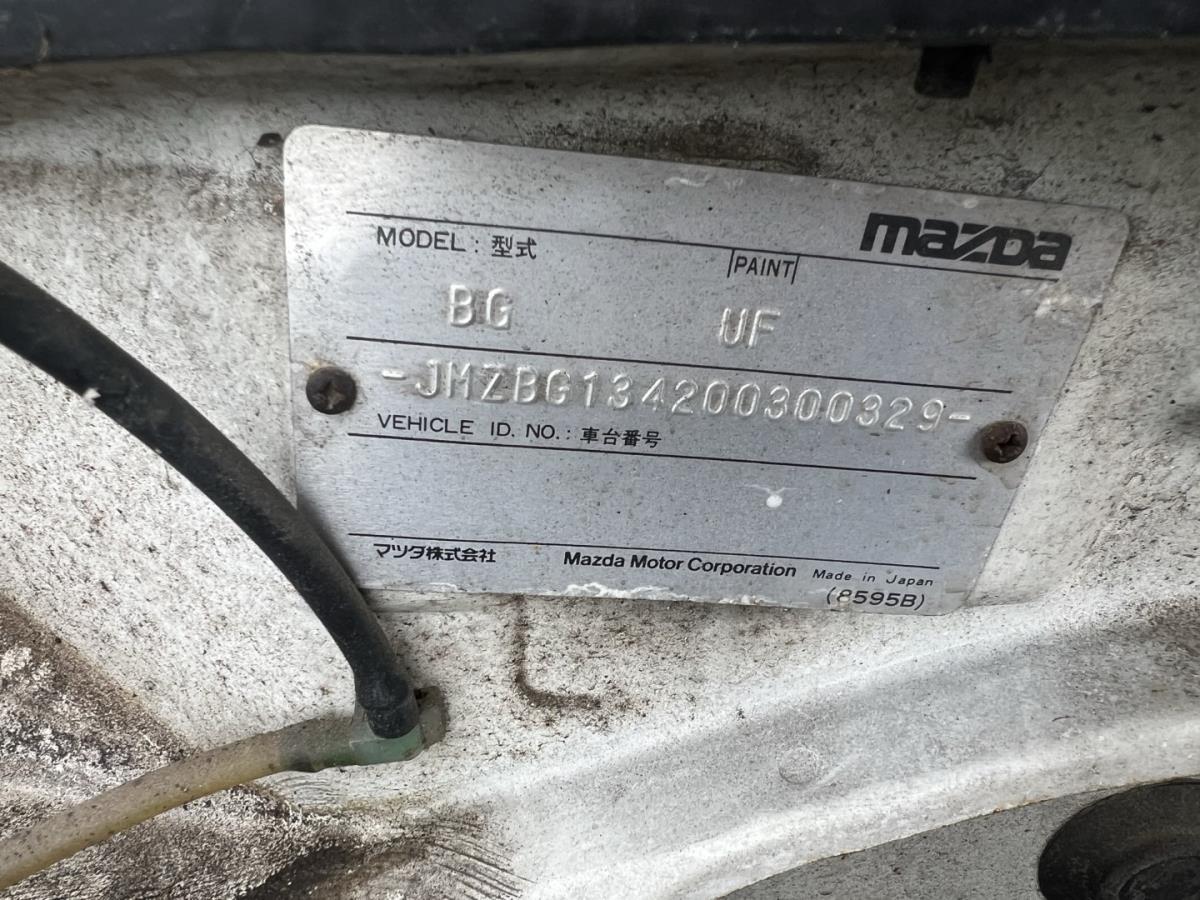 mazda
MODEL : 型式
PAINT
BG UF
-JMZBG134200300329-
VEHICLE ID. NO. : 車台番号
マツダ株式会社 Mazda Motor Corporation Made in Japan
(8595B)